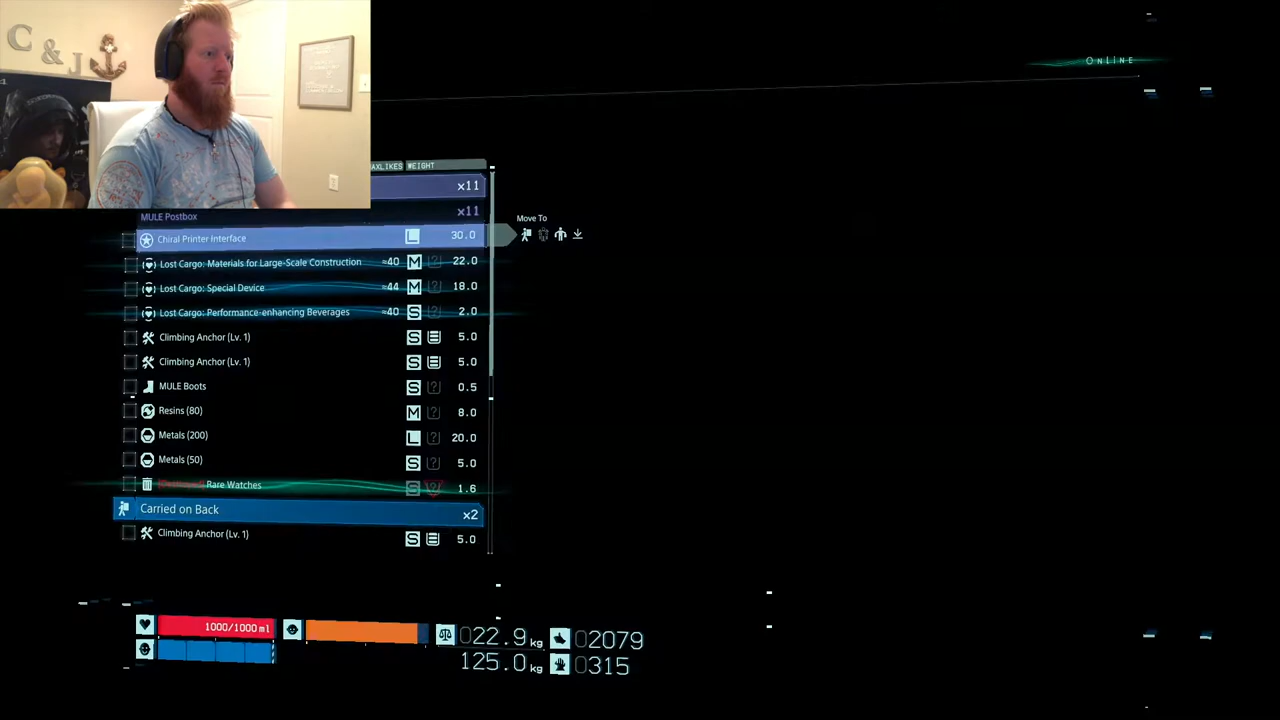 C & J
ONLINE
AXLIKES WEIGHT
x11
MULE Postbox x11
Move To
Chiral Printer Interface L 30.0
Lost Cargo: Materials for Large-Scale Construction ≈40 M ? 22.0
Lost Cargo: Special Device ≈44 M ? 18.0
Lost Cargo: Performance-enhancing Beverages ≈40 S ? 2.0
Climbing Anchor (Lv. 1) S 5.0
Climbing Anchor (Lv. 1) S 5.0
MULE Boots S ? 0.5
Resins (80) M ? 8.0
Metals (200) L ? 20.0
Metals (50) S ? 5.0
Rare Watches S ? 1.6
Carried on Back x2
Climbing Anchor (Lv. 1) S 5.0
1000/1000 ml
022.9 kg 02079
125.0 kg 0315